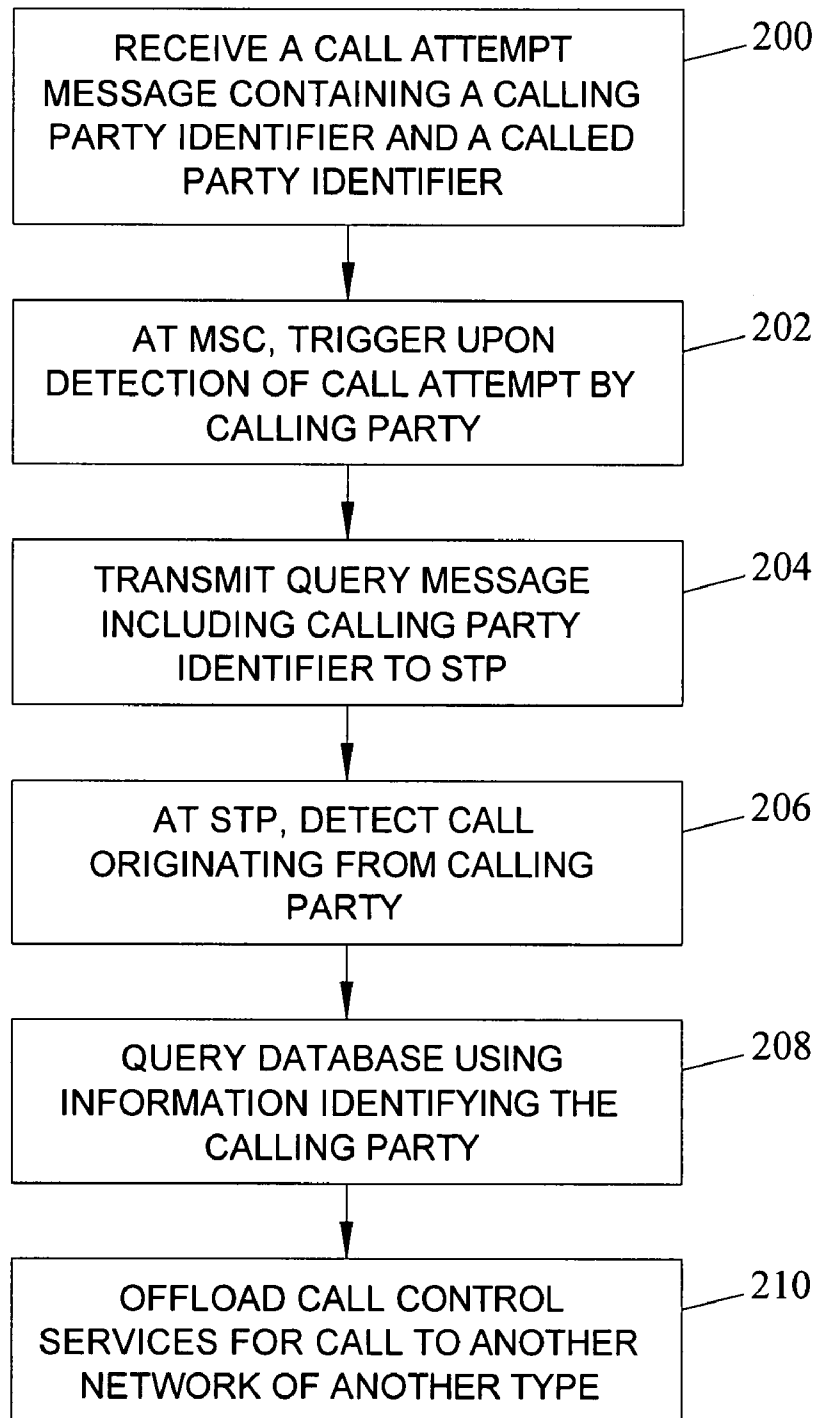 RECEIVE A CALL ATTEMPT
MESSAGE CONTAINING A CALLING
PARTY IDENTIFIER AND A CALLED
PARTY IDENTIFIER
200
AT MSC, TRIGGER UPON
DETECTION OF CALL ATTEMPT BY
CALLING PARTY
202
TRANSMIT QUERY MESSAGE
INCLUDING CALLING PARTY
IDENTIFIER TO STP
204
AT STP, DETECT CALL
ORIGINATING FROM CALLING
PARTY
206
QUERY DATABASE USING
INFORMATION IDENTIFYING THE
CALLING PARTY
208
OFFLOAD CALL CONTROL
SERVICES FOR CALL TO ANOTHER
NETWORK OF ANOTHER TYPE
210